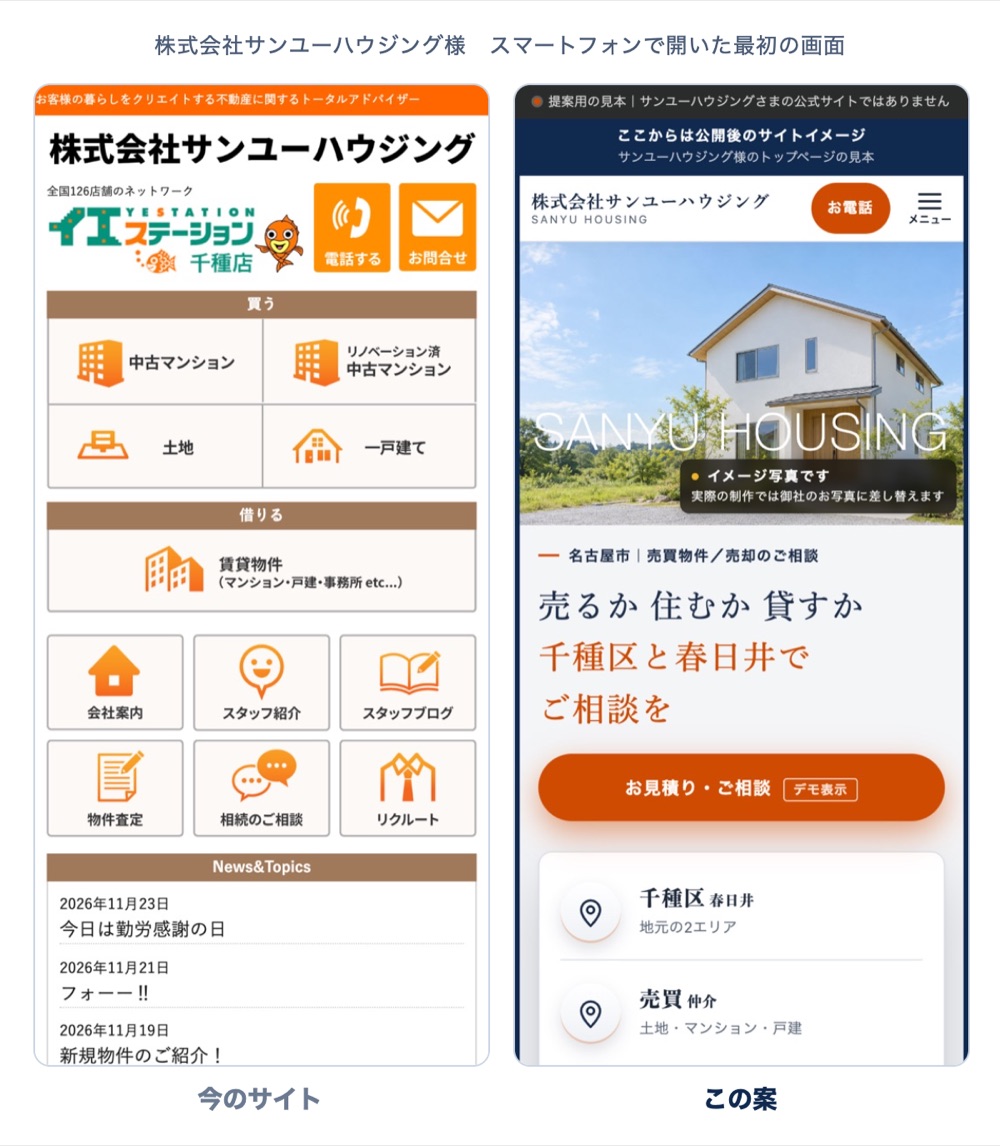 株式会社サンユーハウジング様　スマートフォンで開いた最初の画面
お客様の暮らしをクリエイトする不動産に関するトータルアドバイザー
株式会社サンユーハウジング
全国126店舗のネットワーク
YESTATION
イエステーション
千種店
電話する
お問合せ
買う
中古マンション
リノベーション済
中古マンション
土地
一戸建て
借りる
賃貸物件
（マンション・戸建・事務所 etc...）
会社案内
スタッフ紹介
スタッフブログ
物件査定
相続のご相談
リクルート
News&Topics
2026年11月23日
今日は勤労感謝の日
2026年11月21日
フォーー！！
2026年11月19日
新規物件のご紹介！
今のサイト
提案用の見本｜サンユーハウジングさまの公式サイトではありません
ここからは公開後のサイトイメージ
サンユーハウジング様のトップページの見本
株式会社サンユーハウジング
SANYU HOUSING
お電話
メニュー
SANYU HOUSING
イメージ写真です
実際の制作では御社のお写真に差し替えます
名古屋市｜売買物件／売却のご相談
売るか 住むか 貸すか
千種区と春日井で
ご相談を
お見積り・ご相談 デモ表示
千種区 春日井
地元の2エリア
売買 仲介
土地・マンション・戸建
この案